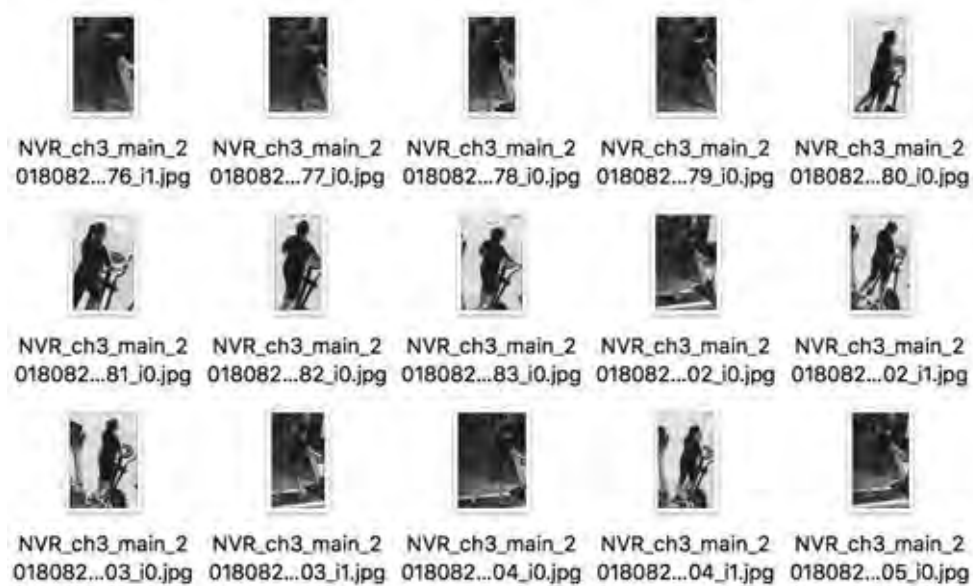 NVR_ch3_main_2 NVR_ch3_main_2 NVR_ch3_main_2 NVR_ch3_main_2 NVR_ch3_main_2
018082...76_i1.jpg 018082...77_i0.jpg 018082...78_i0.jpg 018082...79_i0.jpg 018082...80_i0.jpg
NVR_ch3_main_2 NVR_ch3_main_2 NVR_ch3_main_2 NVR_ch3_main_2 NVR_ch3_main_2
018082...81_i0.jpg 018082...82_i0.jpg 018082...83_i0.jpg 018082...02_i0.jpg 018082...02_i1.jpg
NVR_ch3_main_2 NVR_ch3_main_2 NVR_ch3_main_2 NVR_ch3_main_2 NVR_ch3_main_2
018082...03_i0.jpg 018082...03_i1.jpg 018082...04_i0.jpg 018082...04_i1.jpg 018082...05_i0.jpg